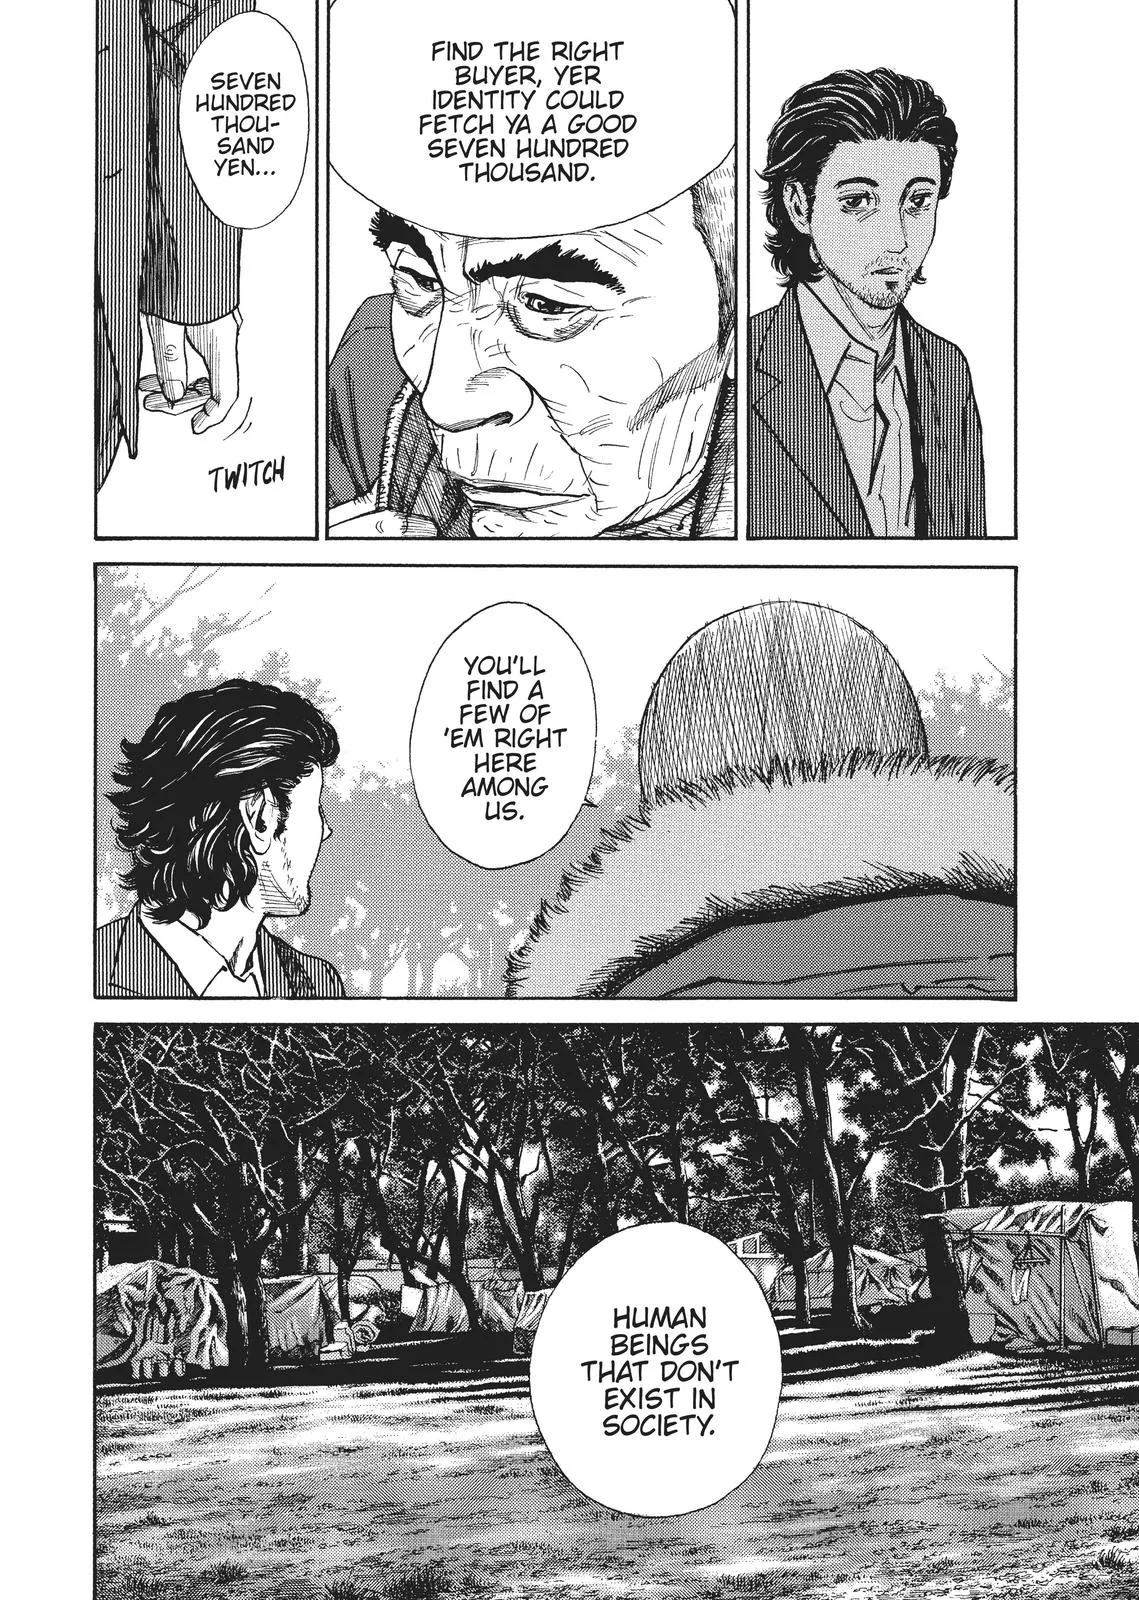 FIND THE RIGHT
BUYER, YER
IDENTITY COULD
FETCH YA A GOOD
SEVEN HUNDRED
THOUSAND.
SEVEN
HUNDRED
THOU-
SAND
YEN...
TWITCH
YOU'LL
FIND A
FEW OF
'EM RIGHT
HERE
AMONG
US.
HUMAN
BEINGS
THAT DON'T
EXIST IN
SOCIETY.